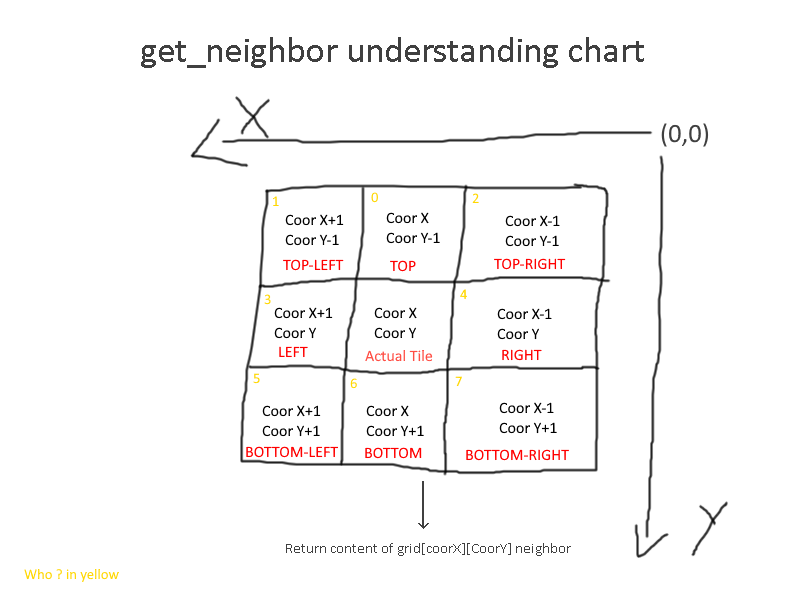 get_neighbor understanding chart
X
(0,0)
1
Coor X+1
Coor Y-1
TOP-LEFT
0
Coor X
Coor Y-1
TOP
2
Coor X-1
Coor Y-1
TOP-RIGHT
3
Coor X+1
Coor Y
LEFT
Coor X
Coor Y
Actual Tile
4
Coor X-1
Coor Y
RIGHT
5
Coor X+1
Coor Y+1
BOTTOM-LEFT
6
Coor X
Coor Y+1
BOTTOM
7
Coor X-1
Coor Y+1
BOTTOM-RIGHT
Y
Return content of grid[coorX][CoorY] neighbor
Who ? in yellow